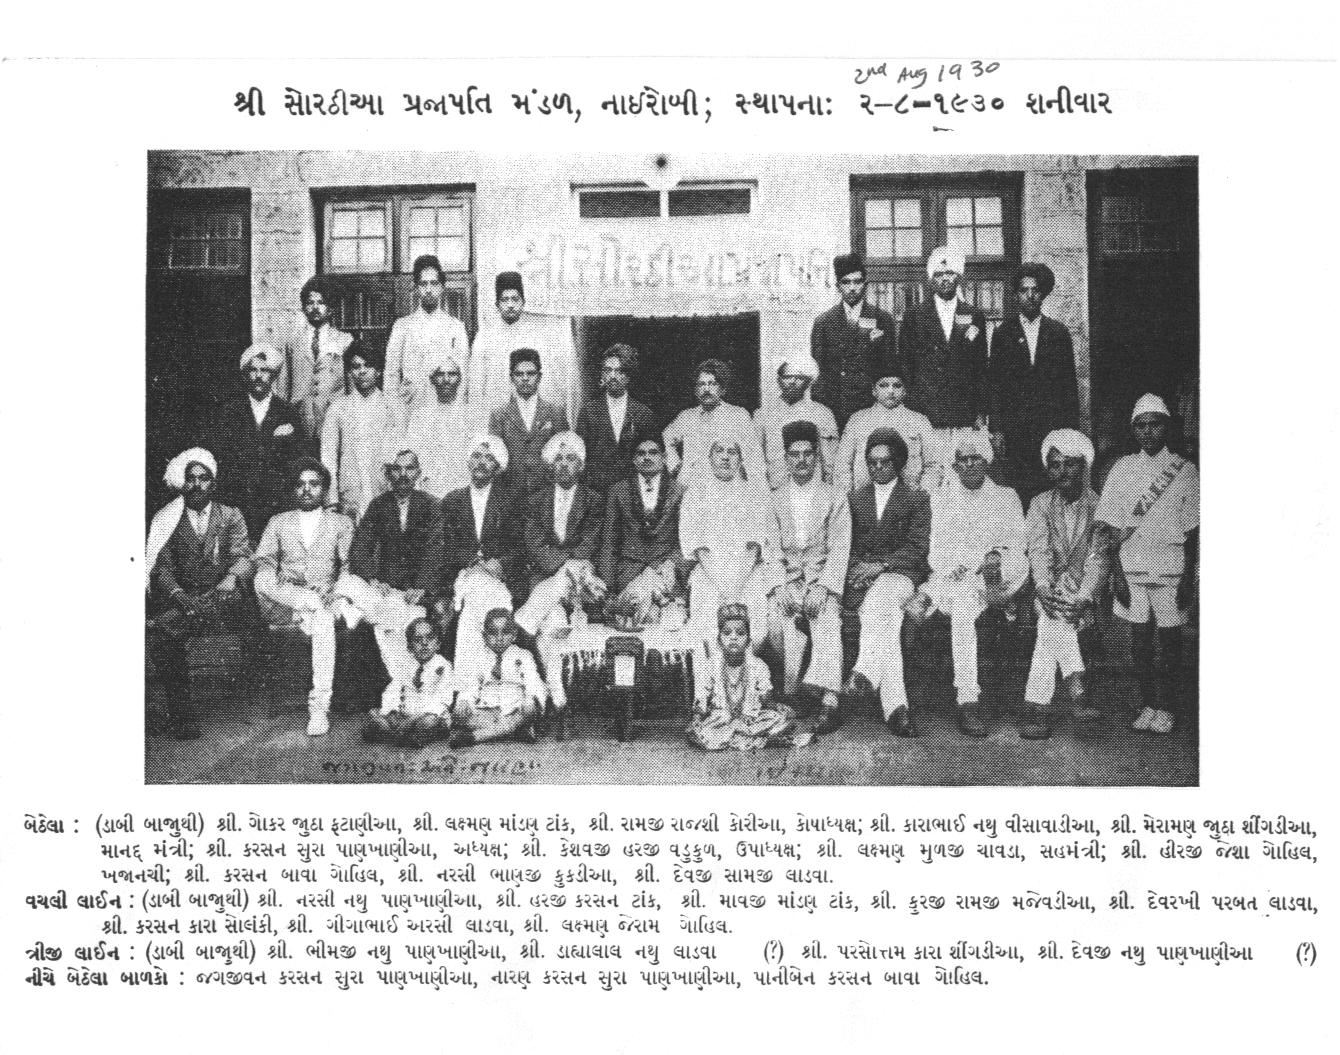 2nd Aug 1930
શ્રી સોરઠીઆ પ્રજાપતિ મંડળ, નાઈરોબી; સ્થાપના: ૨-૮-૧૯૩૦ શનીવાર
શ્રી સોરઠીઆ પ્રજાપતિ
બેઠેલા : (ડાબી બાજુથી) શ્રી. ગોકર જુઠા ફટાણીઆ, શ્રી. લક્ષ્મણ માંડણ ટાંક, શ્રી. રામજી રાજશી કોરીઆ, કોષાધ્યક્ષ; શ્રી. કારાભાઈ નથુ વીસાવાડીઆ, શ્રી. મેરામણ જુઠા શીંગડીઆ,
માનદ્ મંત્રી; શ્રી. કરસન સુરા પાણખાણીઆ, અધ્યક્ષ; શ્રી. કેશવજી હરજી વડુકુળ, ઉપાધ્યક્ષ; શ્રી. લક્ષ્મણ મુળજી ચાવડા, સહમંત્રી; શ્રી. હીરજી જેશા ગોહિલ,
ખજાનચી; શ્રી. કરસન બાવા ગોહિલ, શ્રી. નરસી ભાણજી કુકડીઆ, શ્રી. દેવજી સામજી લાડવા.
વચલી લાઈન : (ડાબી બાજુથી) શ્રી. નરસી નથુ પાણખાણીઆ, શ્રી. હરજી કરસન ટાંક, શ્રી. માવજી માંડણ ટાંક, શ્રી. કુરજી રામજી મજેવડીઆ, શ્રી. દેવરખી પરબત લાડવા,
શ્રી. કરસન કારા સોલંકી, શ્રી. ગીગાભાઈ અરસી લાડવા, શ્રી. લક્ષ્મણ જેરામ ગોહિલ.
ત્રીજી લાઈન : (ડાબી બાજુથી) શ્રી. ભીમજી નથુ પાણખાણીઆ, શ્રી. ડાહ્યાલાલ નથુ લાડવા (?) શ્રી. પરસોત્તમ કારા શીંગડીઆ, શ્રી. દેવજી નથુ પાણખાણીઆ (?)
નીચે બેઠેલા બાળકો : જગજીવન કરસન સુરા પાણખાણીઆ, નારણ કરસન સુરા પાણખાણીઆ, પાનીબેન કરસન બાવા ગોહિલ.